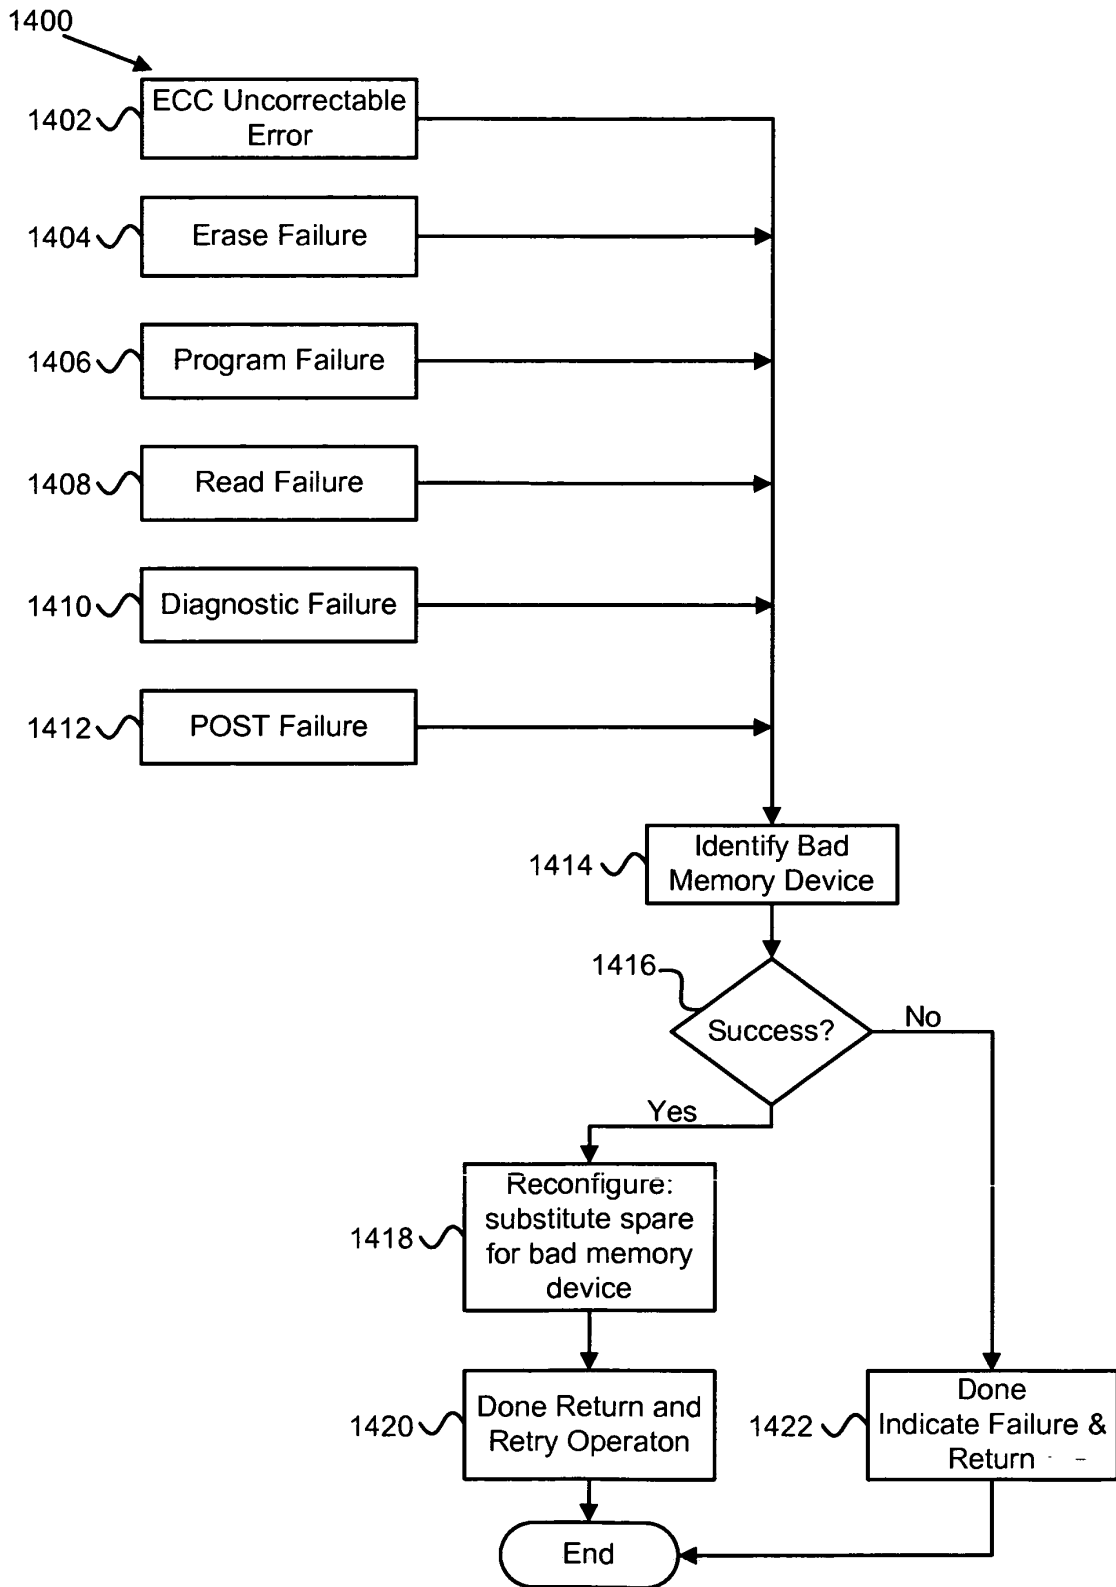 1400
1402
ECC Uncorrectable
Error
1404
Erase Failure
1406
Program Failure
1408
Read Failure
1410
Diagnostic Failure
1412
POST Failure
1414
Identify Bad
Memory Device
1416
Success?
No
Yes
1418
Reconfigure:
substitute spare
for bad memory
device
1420
Done Return and
Retry Operaton
1422
Done
Indicate Failure &
Return
End